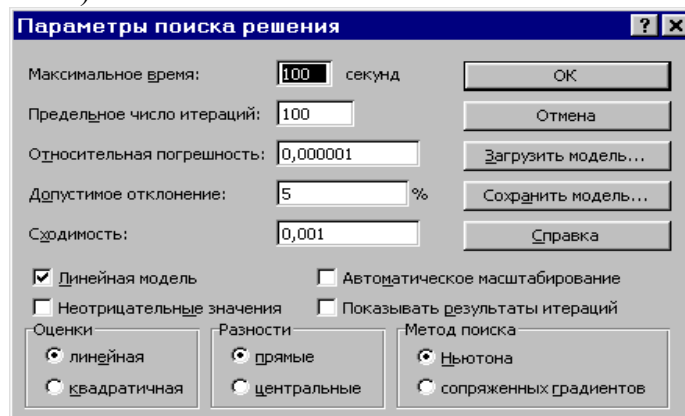 Параметры поиска решения ? ×
Максимальное время: 100 секунд OK
Предельное число итераций: 100 Отмена
Относительная погрешность: 0,000001 Загрузить модель...
Допустимое отклонение: 5 % Сохранить модель...
Сходимость: 0,001 Справка
Линейная модель Автоматическое масштабирование
Неотрицательные значения Показывать результаты итераций
Оценки Разности Метод поиска
линейная прямые Ньютона
квадратичная центральные сопряженных градиентов